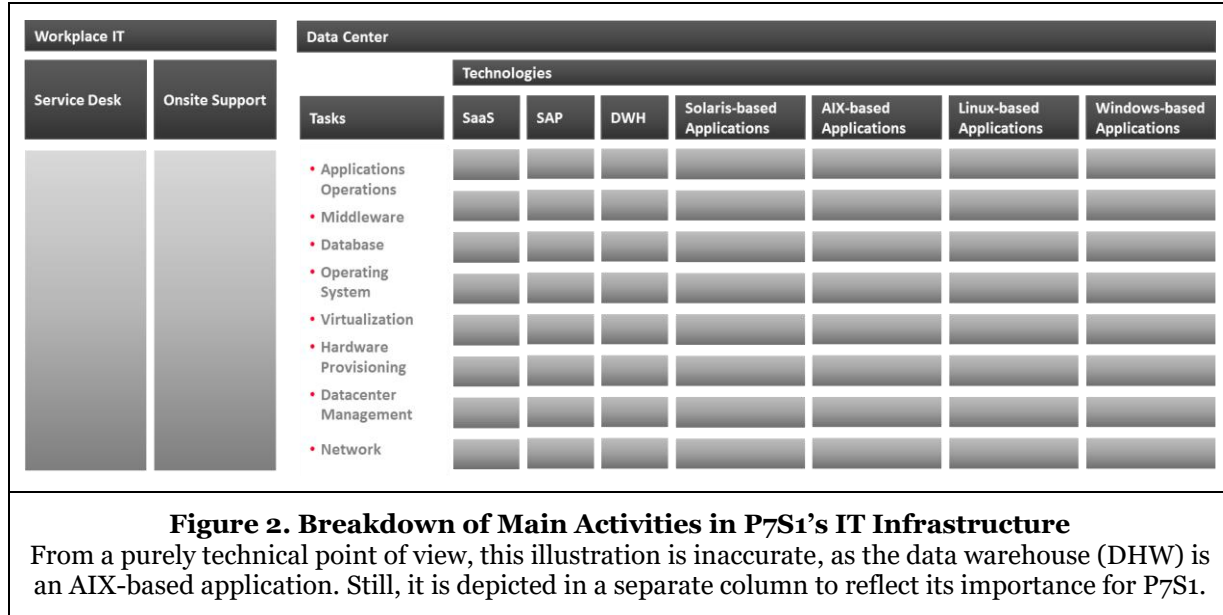 Workplace IT
Data Center
Technologies
Service Desk
Onsite Support
Tasks
SaaS
SAP
DWH
Solaris-based
Applications
AIX-based
Applications
Linux-based
Applications
Windows-based
Applications
• Applications
Operations
• Middleware
• Database
• Operating
System
• Virtualization
• Hardware
Provisioning
• Datacenter
Management
• Network
Figure 2. Breakdown of Main Activities in P7S1's IT Infrastructure
From a purely technical point of view, this illustration is inaccurate, as the data warehouse (DHW) is
an AIX-based application. Still, it is depicted in a separate column to reflect its importance for P7S1.